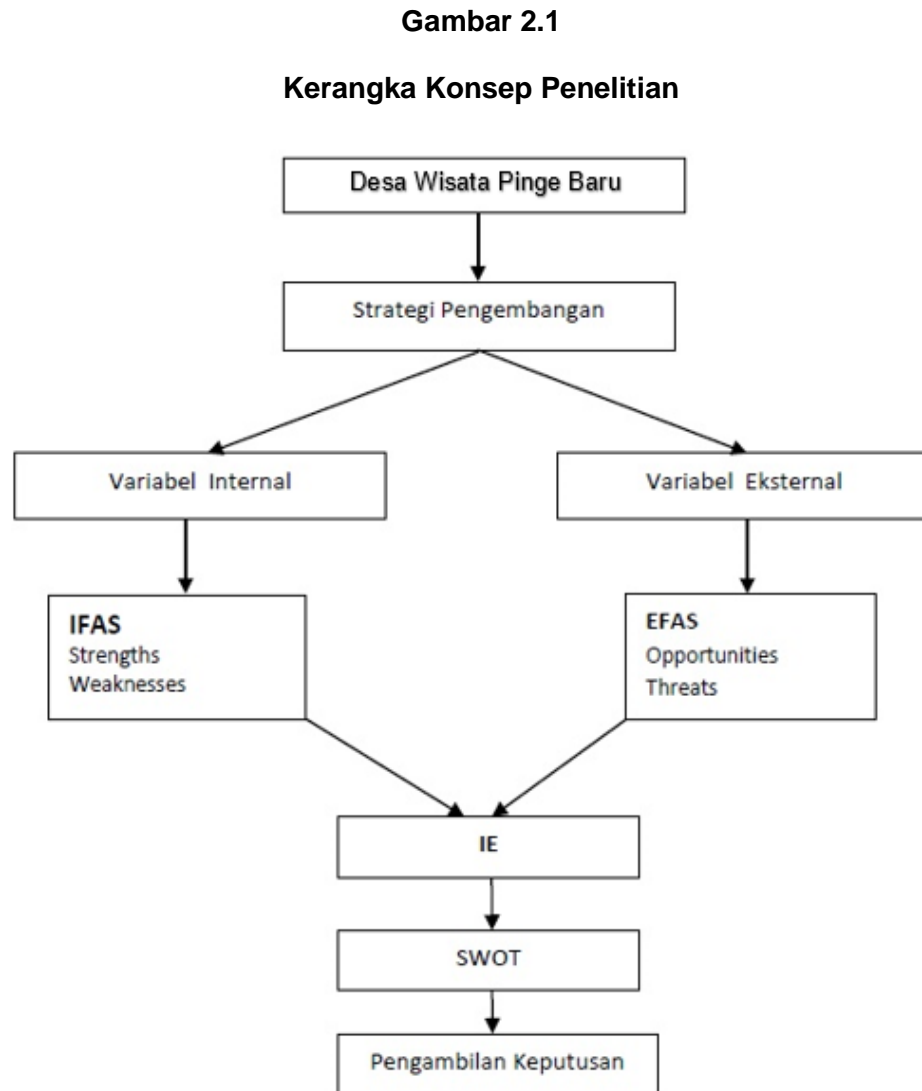 Gambar 2.1
Kerangka Konsep Penelitian
Desa Wisata Pinge Baru
Strategi Pengembangan
Variabel Internal
Variabel Eksternal
IFAS
Strengths
Weaknesses
EFAS
Opportunities
Threats
IE
SWOT
Pengambilan Keputusan